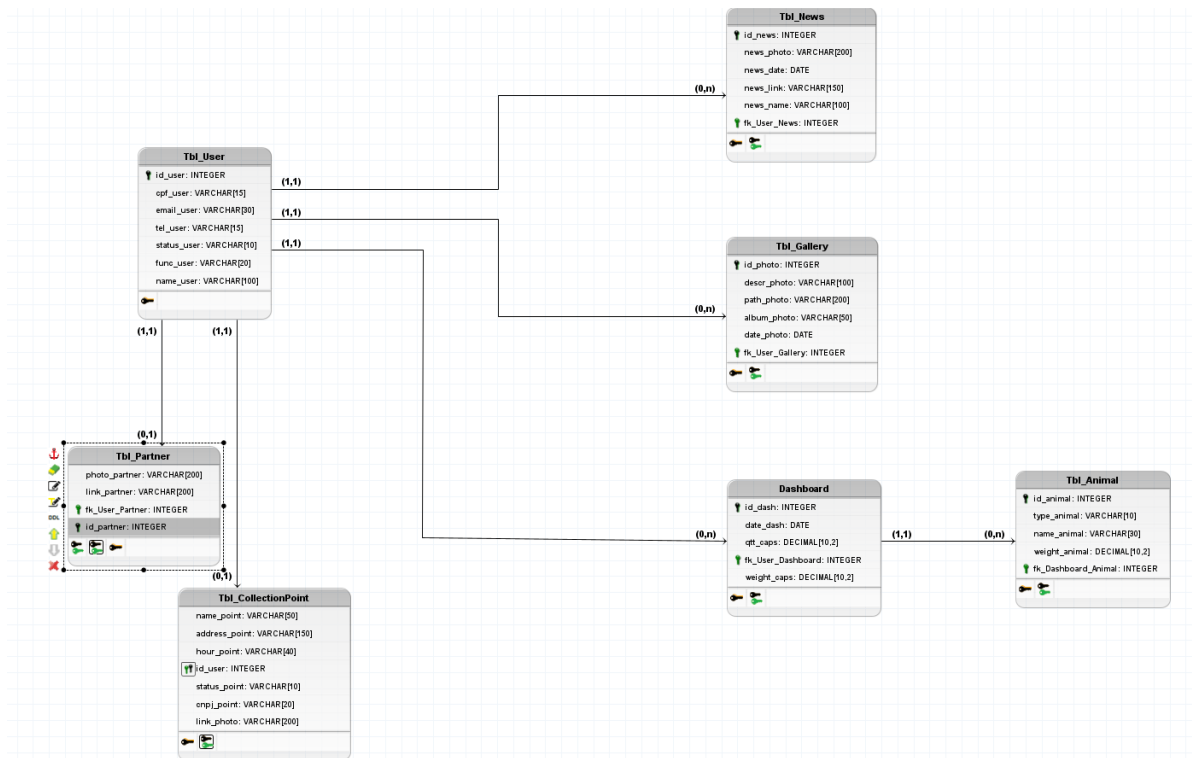 Tbl_News
id_news: INTEGER
news_photo: VARCHAR[200]
news_date: DATE
news_link: VARCHAR[150]
news_name: VARCHAR[100]
fk_User_News: INTEGER
(0,n)
Tbl_User
id_user: INTEGER
cpf_user: VARCHAR[15]
email_user: VARCHAR[30]
tel_user: VARCHAR[15]
status_user: VARCHAR[10]
func_user: VARCHAR[20]
name_user: VARCHAR[100]
(1,1)
(1,1)
(1,1)
(1,1)
(1,1)
Tbl_Gallery
id_photo: INTEGER
descr_photo: VARCHAR[100]
path_photo: VARCHAR[200]
album_photo: VARCHAR[50]
date_photo: DATE
fk_User_Gallery: INTEGER
(0,n)
(0,1)
Tbl_Partner
photo_partner: VARCHAR[200]
link_partner: VARCHAR[200]
fk_User_Partner: INTEGER
id_partner: INTEGER
DDL
(0,1)
Tbl_CollectionPoint
name_point: VARCHAR[50]
address_point: VARCHAR[150]
hour_point: VARCHAR[40]
id_user: INTEGER
status_point: VARCHAR[10]
cnpj_point: VARCHAR[20]
link_photo: VARCHAR[200]
(0,n)
Dashboard
id_dash: INTEGER
date_dash: DATE
qtt_caps: DECIMAL[10,2]
fk_User_Dashboard: INTEGER
weight_caps: DECIMAL[10,2]
(1,1)
(0,n)
Tbl_Animal
id_animal: INTEGER
type_animal: VARCHAR[10]
name_animal: VARCHAR[30]
weight_animal: DECIMAL[10,2]
fk_Dashboard_Animal: INTEGER